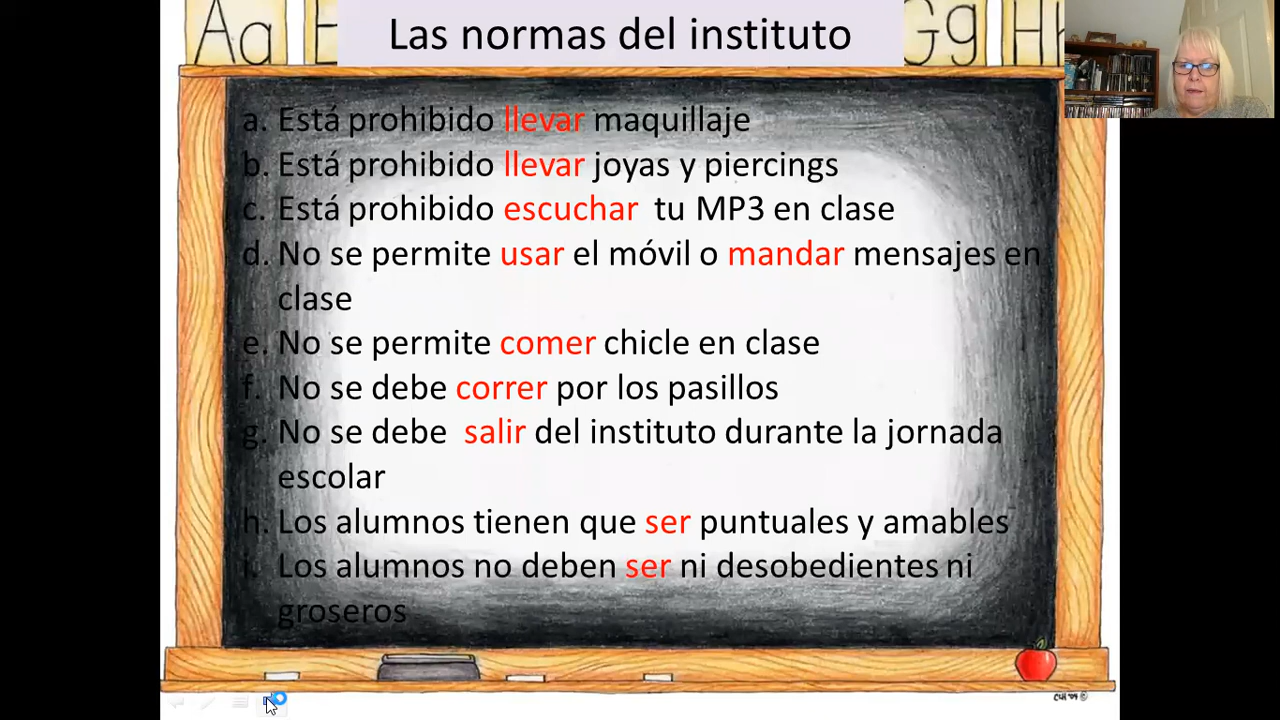 Aa
Gg
Las normas del instituto
a. Está prohibido llevar maquillaje
b. Está prohibido llevar joyas y piercings
c. Está prohibido escuchar tu MP3 en clase
d. No se permite usar el móvil o mandar mensajes en
clase
e. No se permite comer chicle en clase
f. No se debe correr por los pasillos
g. No se debe salir del instituto durante la jornada
escolar
h. Los alumnos tienen que ser puntuales y amables
i. Los alumnos no deben ser ni desobedientes ni
groseros